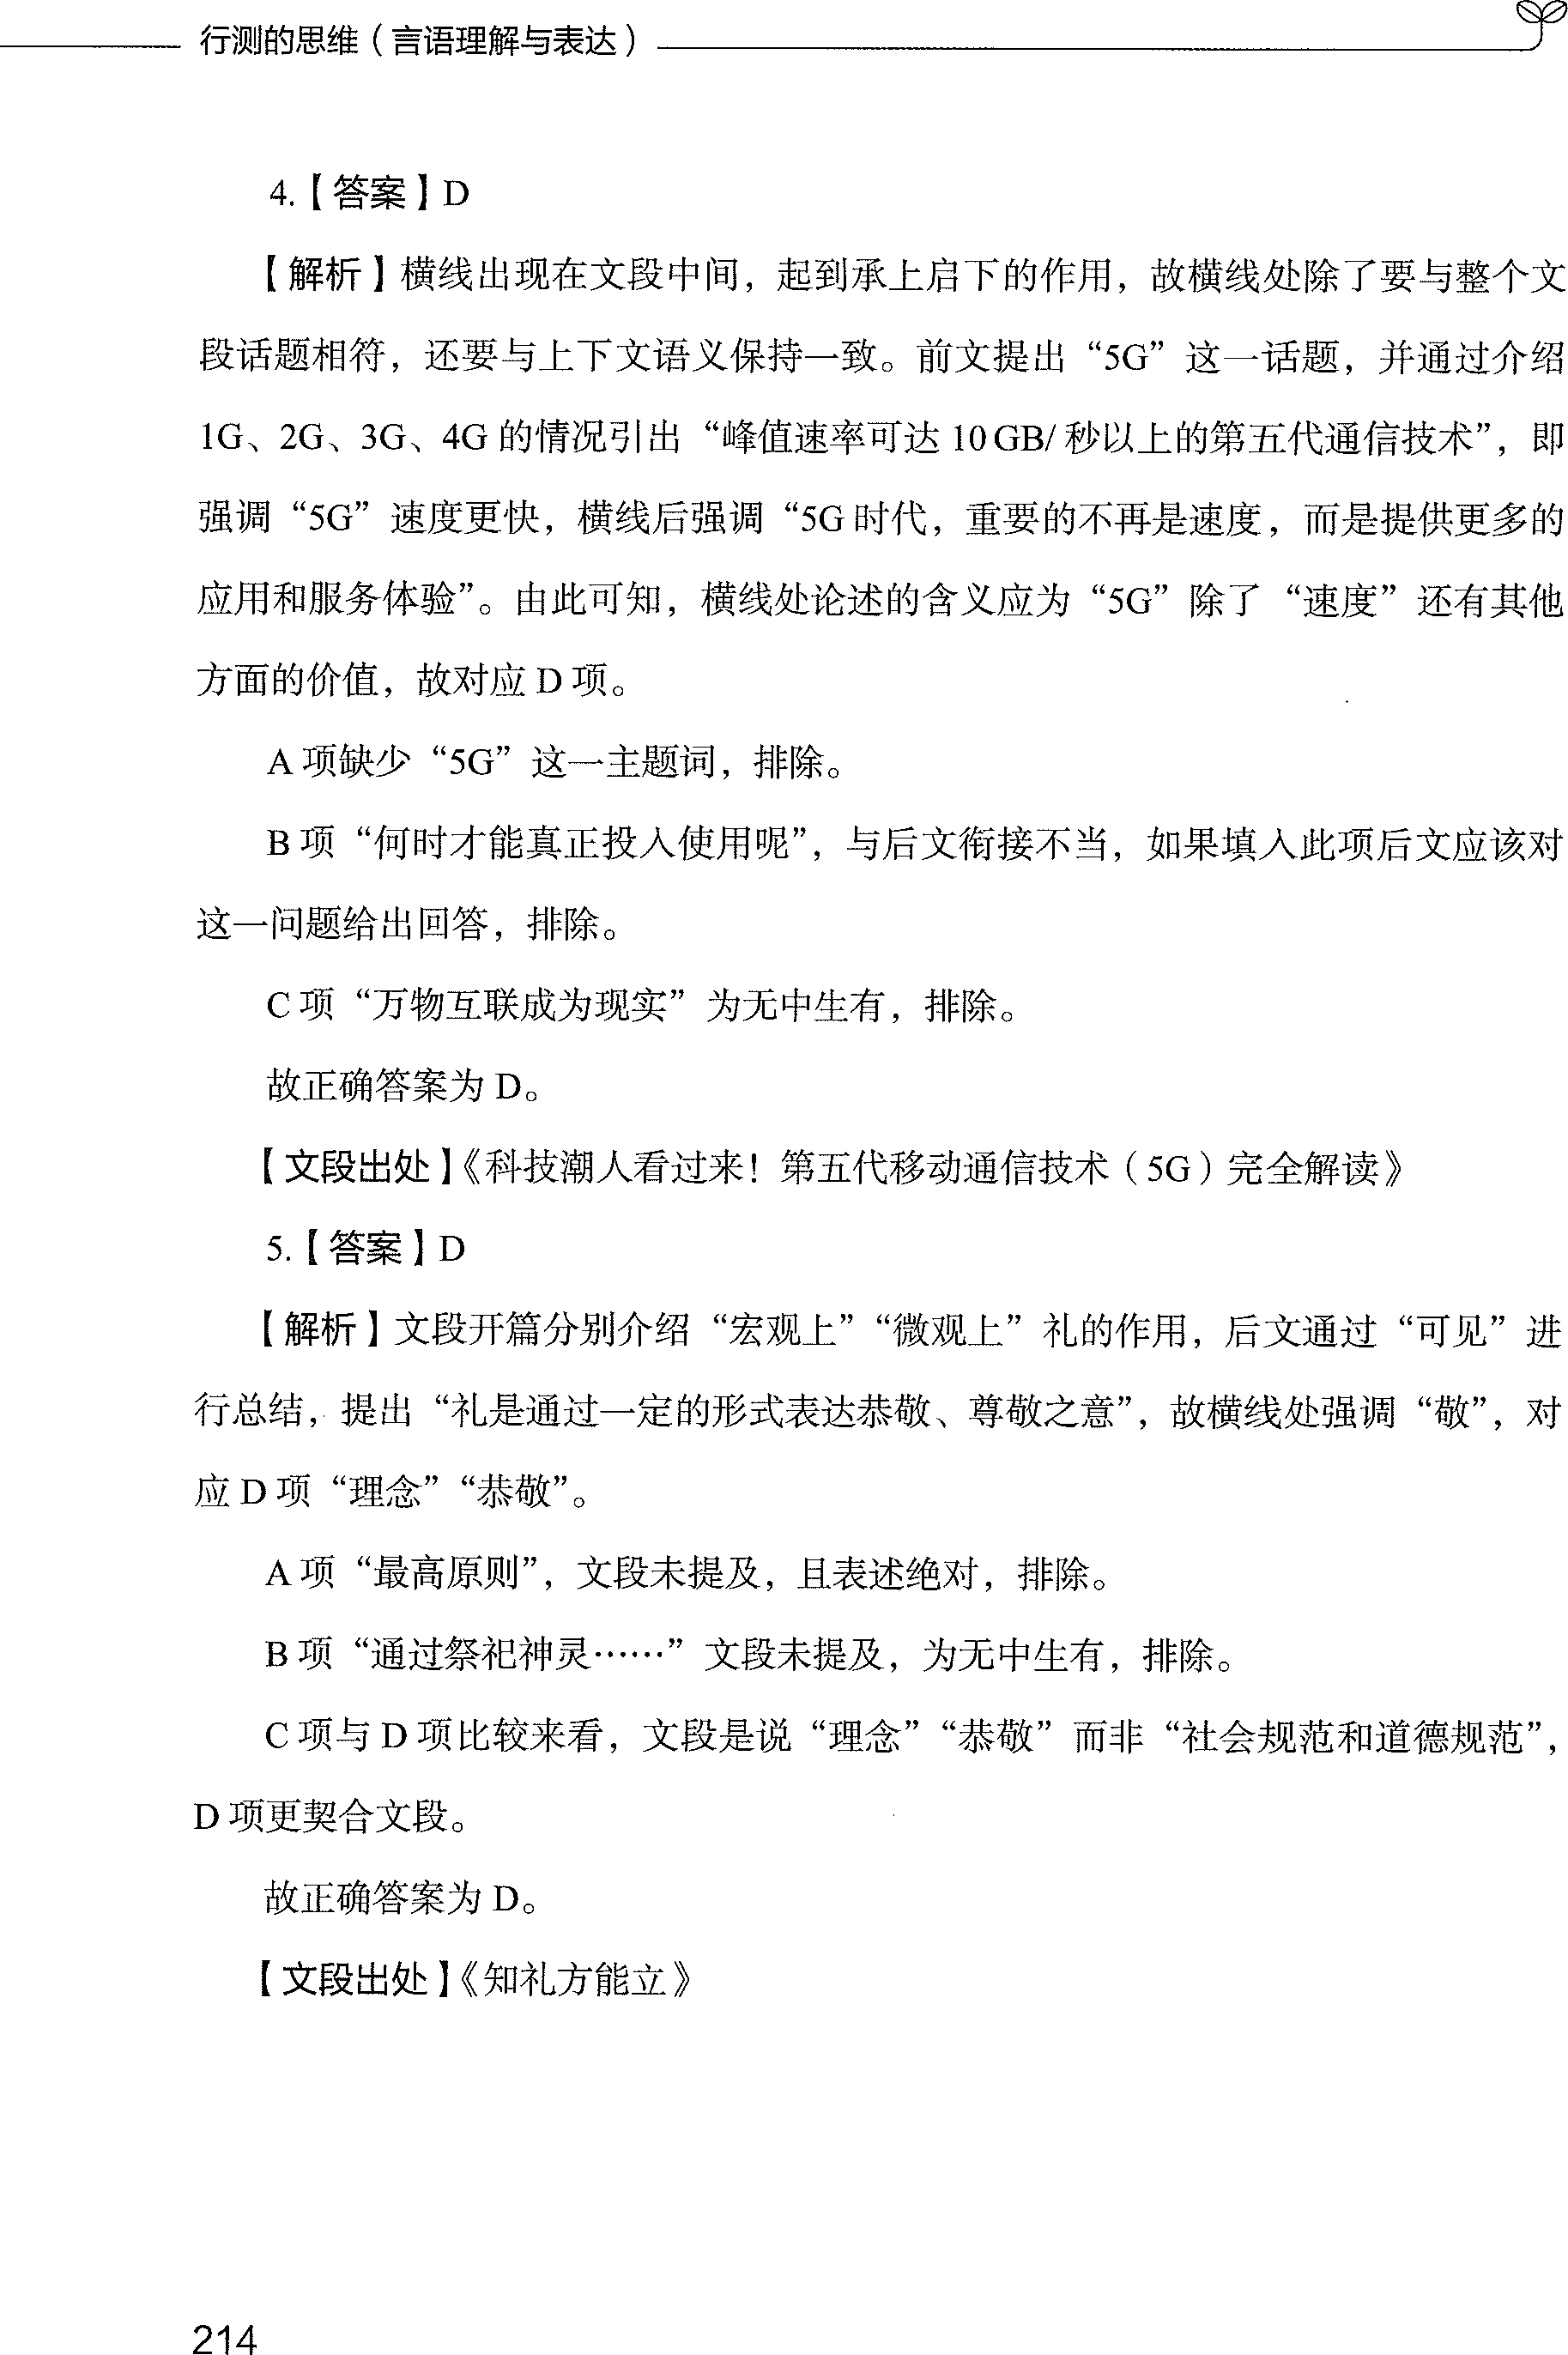 行测的思维（言语理解与表达）
4.【答案】D
【解析】横线出现在文段中间，起到承上启下的作用，故横线处除了要与整个文
段话题相符，还要与上下文语义保持一致。前文提出“5G”这一话题，并通过介绍
1G、2G、3G、4G 的情况引出“峰值速率可达 10 GB/ 秒以上的第五代通信技术”，即
强调“5G”速度更快，横线后强调“5G 时代，重要的不再是速度，而是提供更多的
应用和服务体验”。由此可知，横线处论述的含义应为“5G”除了“速度”还有其他
方面的价值，故对应 D 项。
A 项缺少“5G”这一主题词，排除。
B 项“何时才能真正投入使用呢”，与后文衔接不当，如果填入此项后文应该对
这一问题给出回答，排除。
C 项“万物互联成为现实”为无中生有，排除。
故正确答案为 D。
【文段出处】《科技潮人看过来！第五代移动通信技术（5G）完全解读》
5.【答案】D
【解析】文段开篇分别介绍“宏观上”“微观上”礼的作用，后文通过“可见”进
行总结，提出“礼是通过一定的形式表达恭敬、尊敬之意”，故横线处强调“敬”，对
应 D 项“理念”“恭敬”。
A 项“最高原则”，文段未提及，且表述绝对，排除。
B 项“通过祭祀神灵……”文段未提及，为无中生有，排除。
C 项与 D 项比较来看，文段是说“理念”“恭敬”而非“社会规范和道德规范”，
D 项更契合文段。
故正确答案为 D。
【文段出处】《知礼方能立》
214